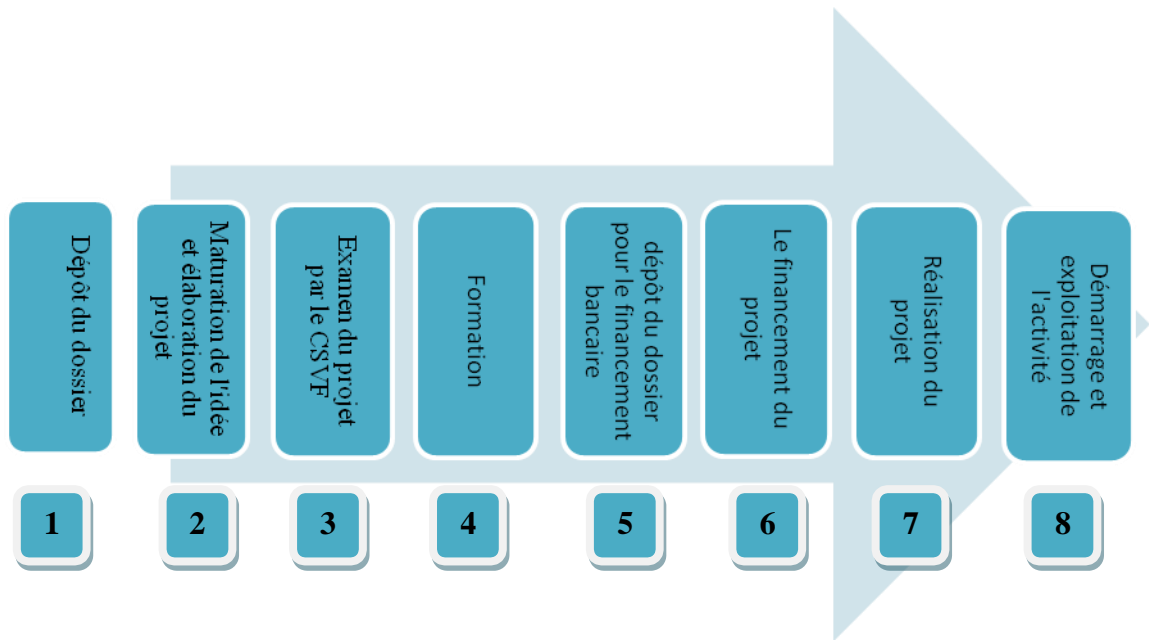 Dépôt du dossier
Maturation de l'idée
et élaboration du
projet
Examen du projet
par le CSVF
Formation
dépôt du dossier
pour le financement
bancaire
Le financement du
projet
Réalisation du
projet
Démarrage et
exploitation de
l'activité
1
2
3
4
5
6
7
8